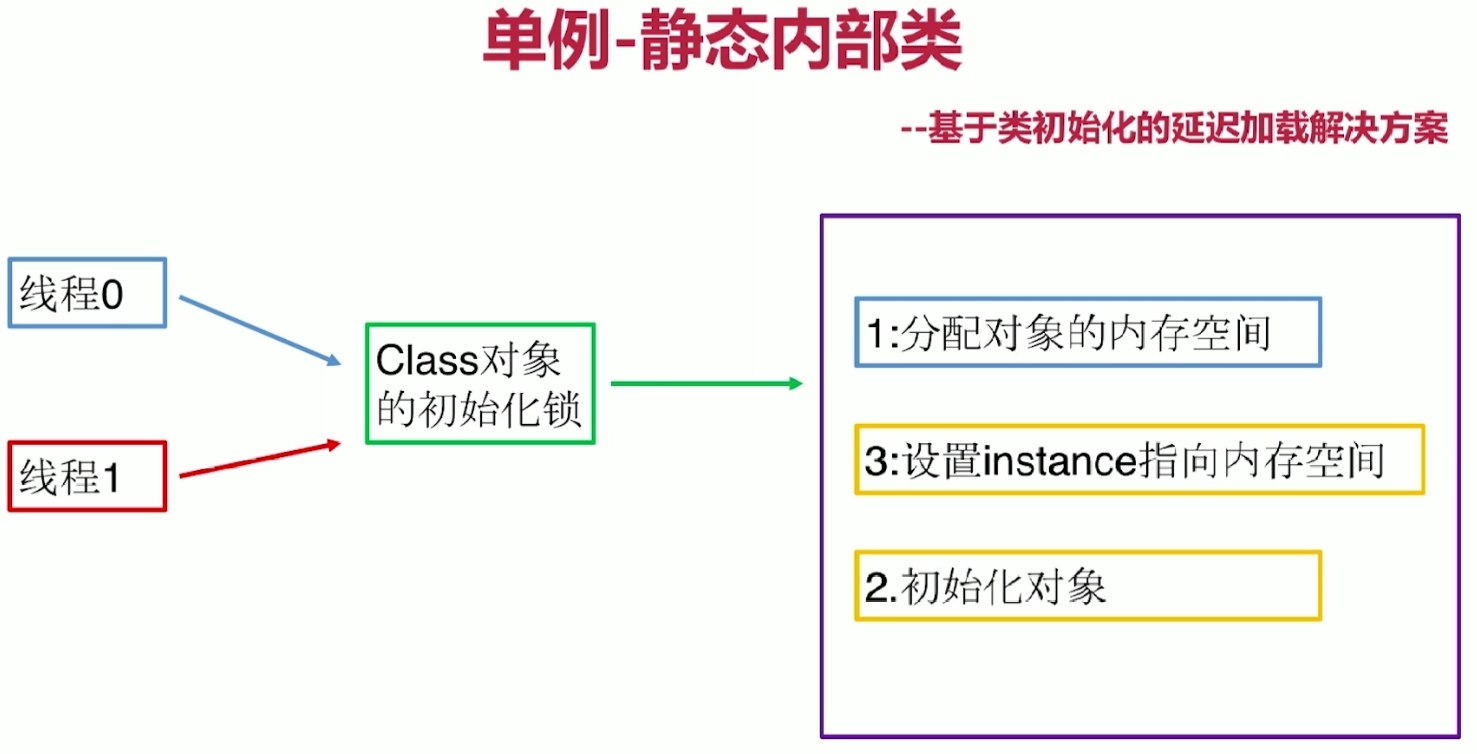 单例-静态内部类
--基于类初始化的延迟加载解决方案
线程0
线程1
Class对象
的初始化锁
1:分配对象的内存空间
3:设置instance指向内存空间
2.初始化对象